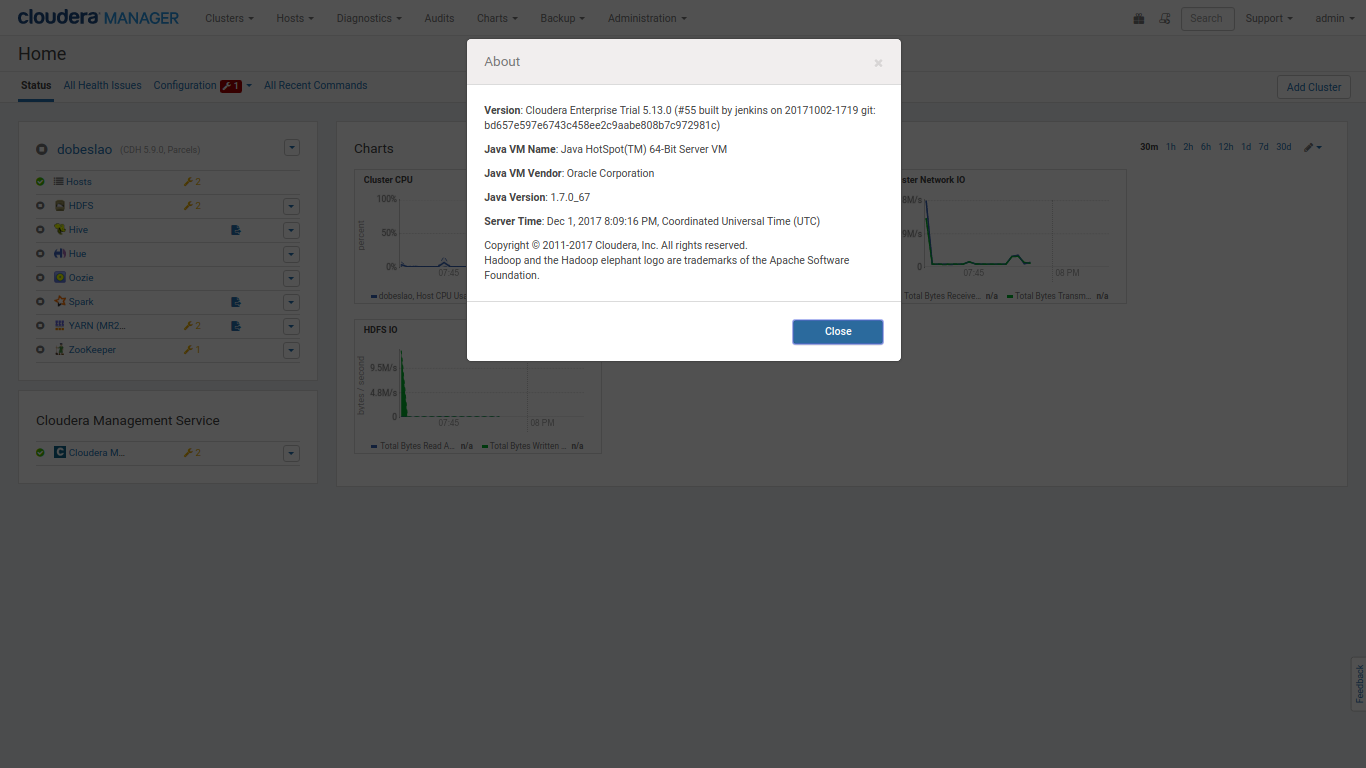 cloudera MANAGER Clusters Hosts Diagnostics Audits Charts Backup Administration Search Support admin
Home
Status All Health Issues Configuration 1 All Recent Commands Add Cluster
About
×
Version: Cloudera Enterprise Trial 5.13.0 (#55 built by jenkins on 20171002-1719 git:
bd657e597e6743c458ee2c9aabe808b7c972981c)
Java VM Name: Java HotSpot(TM) 64-Bit Server VM
Java VM Vendor: Oracle Corporation
Java Version: 1.7.0_67
Server Time: Dec 1, 2017 8:09:16 PM, Coordinated Universal Time (UTC)
Copyright © 2011-2017 Cloudera, Inc. All rights reserved.
Hadoop and the Hadoop elephant logo are trademarks of the Apache Software
Foundation.
Close
dobeslao (CDH 5.9.0, Parcels)
Hosts 2
HDFS 2
Hive
Hue
Oozie
Spark
YARN (MR2... 2
ZooKeeper 1
Cloudera Management Service
C Cloudera M... 2
Charts
30m 1h 2h 6h 12h 1d 7d 30d
Cluster CPU
percent
100%
50%
0%
07:45
dobeslao, Host CPU Usa
ster Network IO
8M/s
9M/s
0
07:45 08 PM
Total Bytes Receive... n/a Total Bytes Transm... n/a
HDFS IO
bytes / second
9.5M/s
4.8M/s
0
07:45 08 PM
Total Bytes Read A... n/a Total Bytes Written ... n/a
Feedback